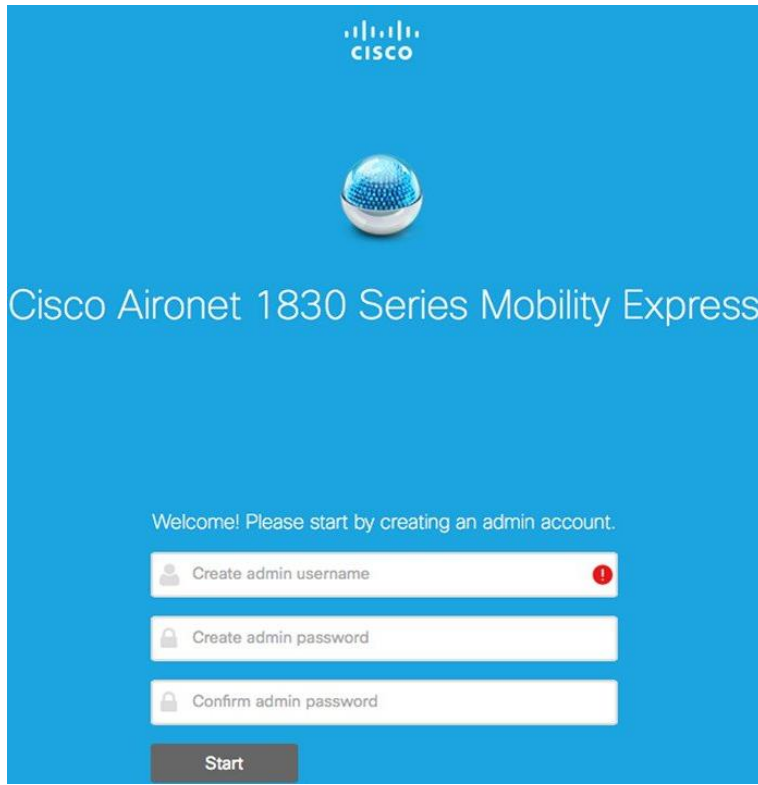 CISCO
Cisco Aironet 1830 Series Mobility Express
Welcome! Please start by creating an admin account.
Create admin username
Create admin password
Confirm admin password
Start